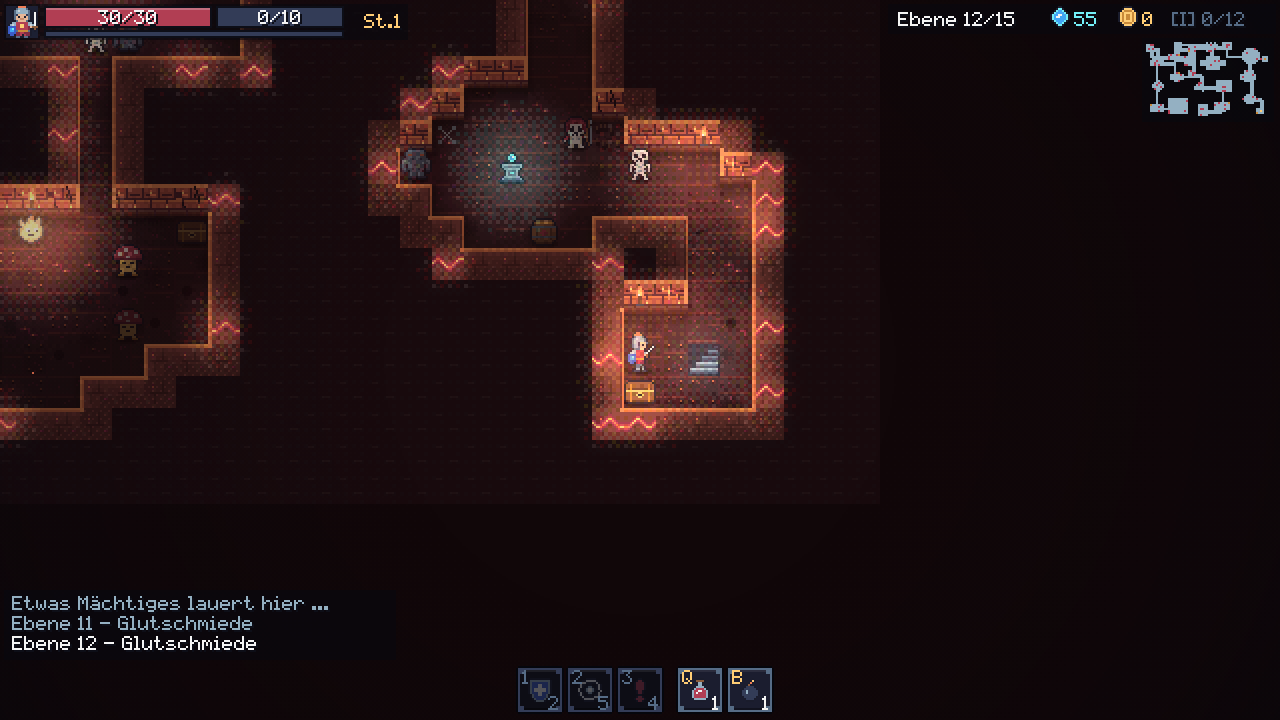 30/30
0/10
St.1
Ebene 12/15
55
0
0/12
Etwas Mächtiges lauert hier ...
Ebene 11 - Glutschmiede
Ebene 12 - Glutschmiede
1
2
2
5
3
4
Q
1
B
1